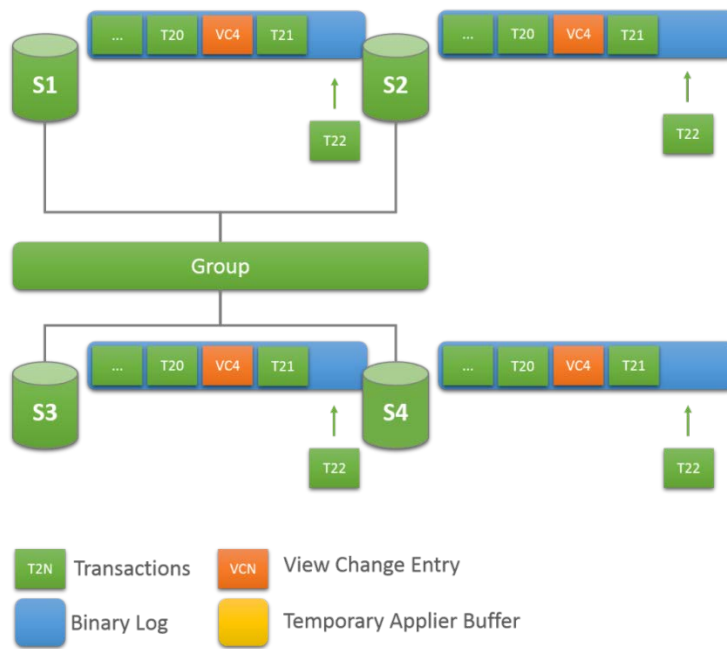 ... T20 VC4 T21
... T20 VC4 T21
S1
S2
T22
T22
Group
... T20 VC4 T21
... T20 VC4 T21
S3
S4
T22
T22
T2N Transactions
VCN View Change Entry
Binary Log
Temporary Applier Buffer